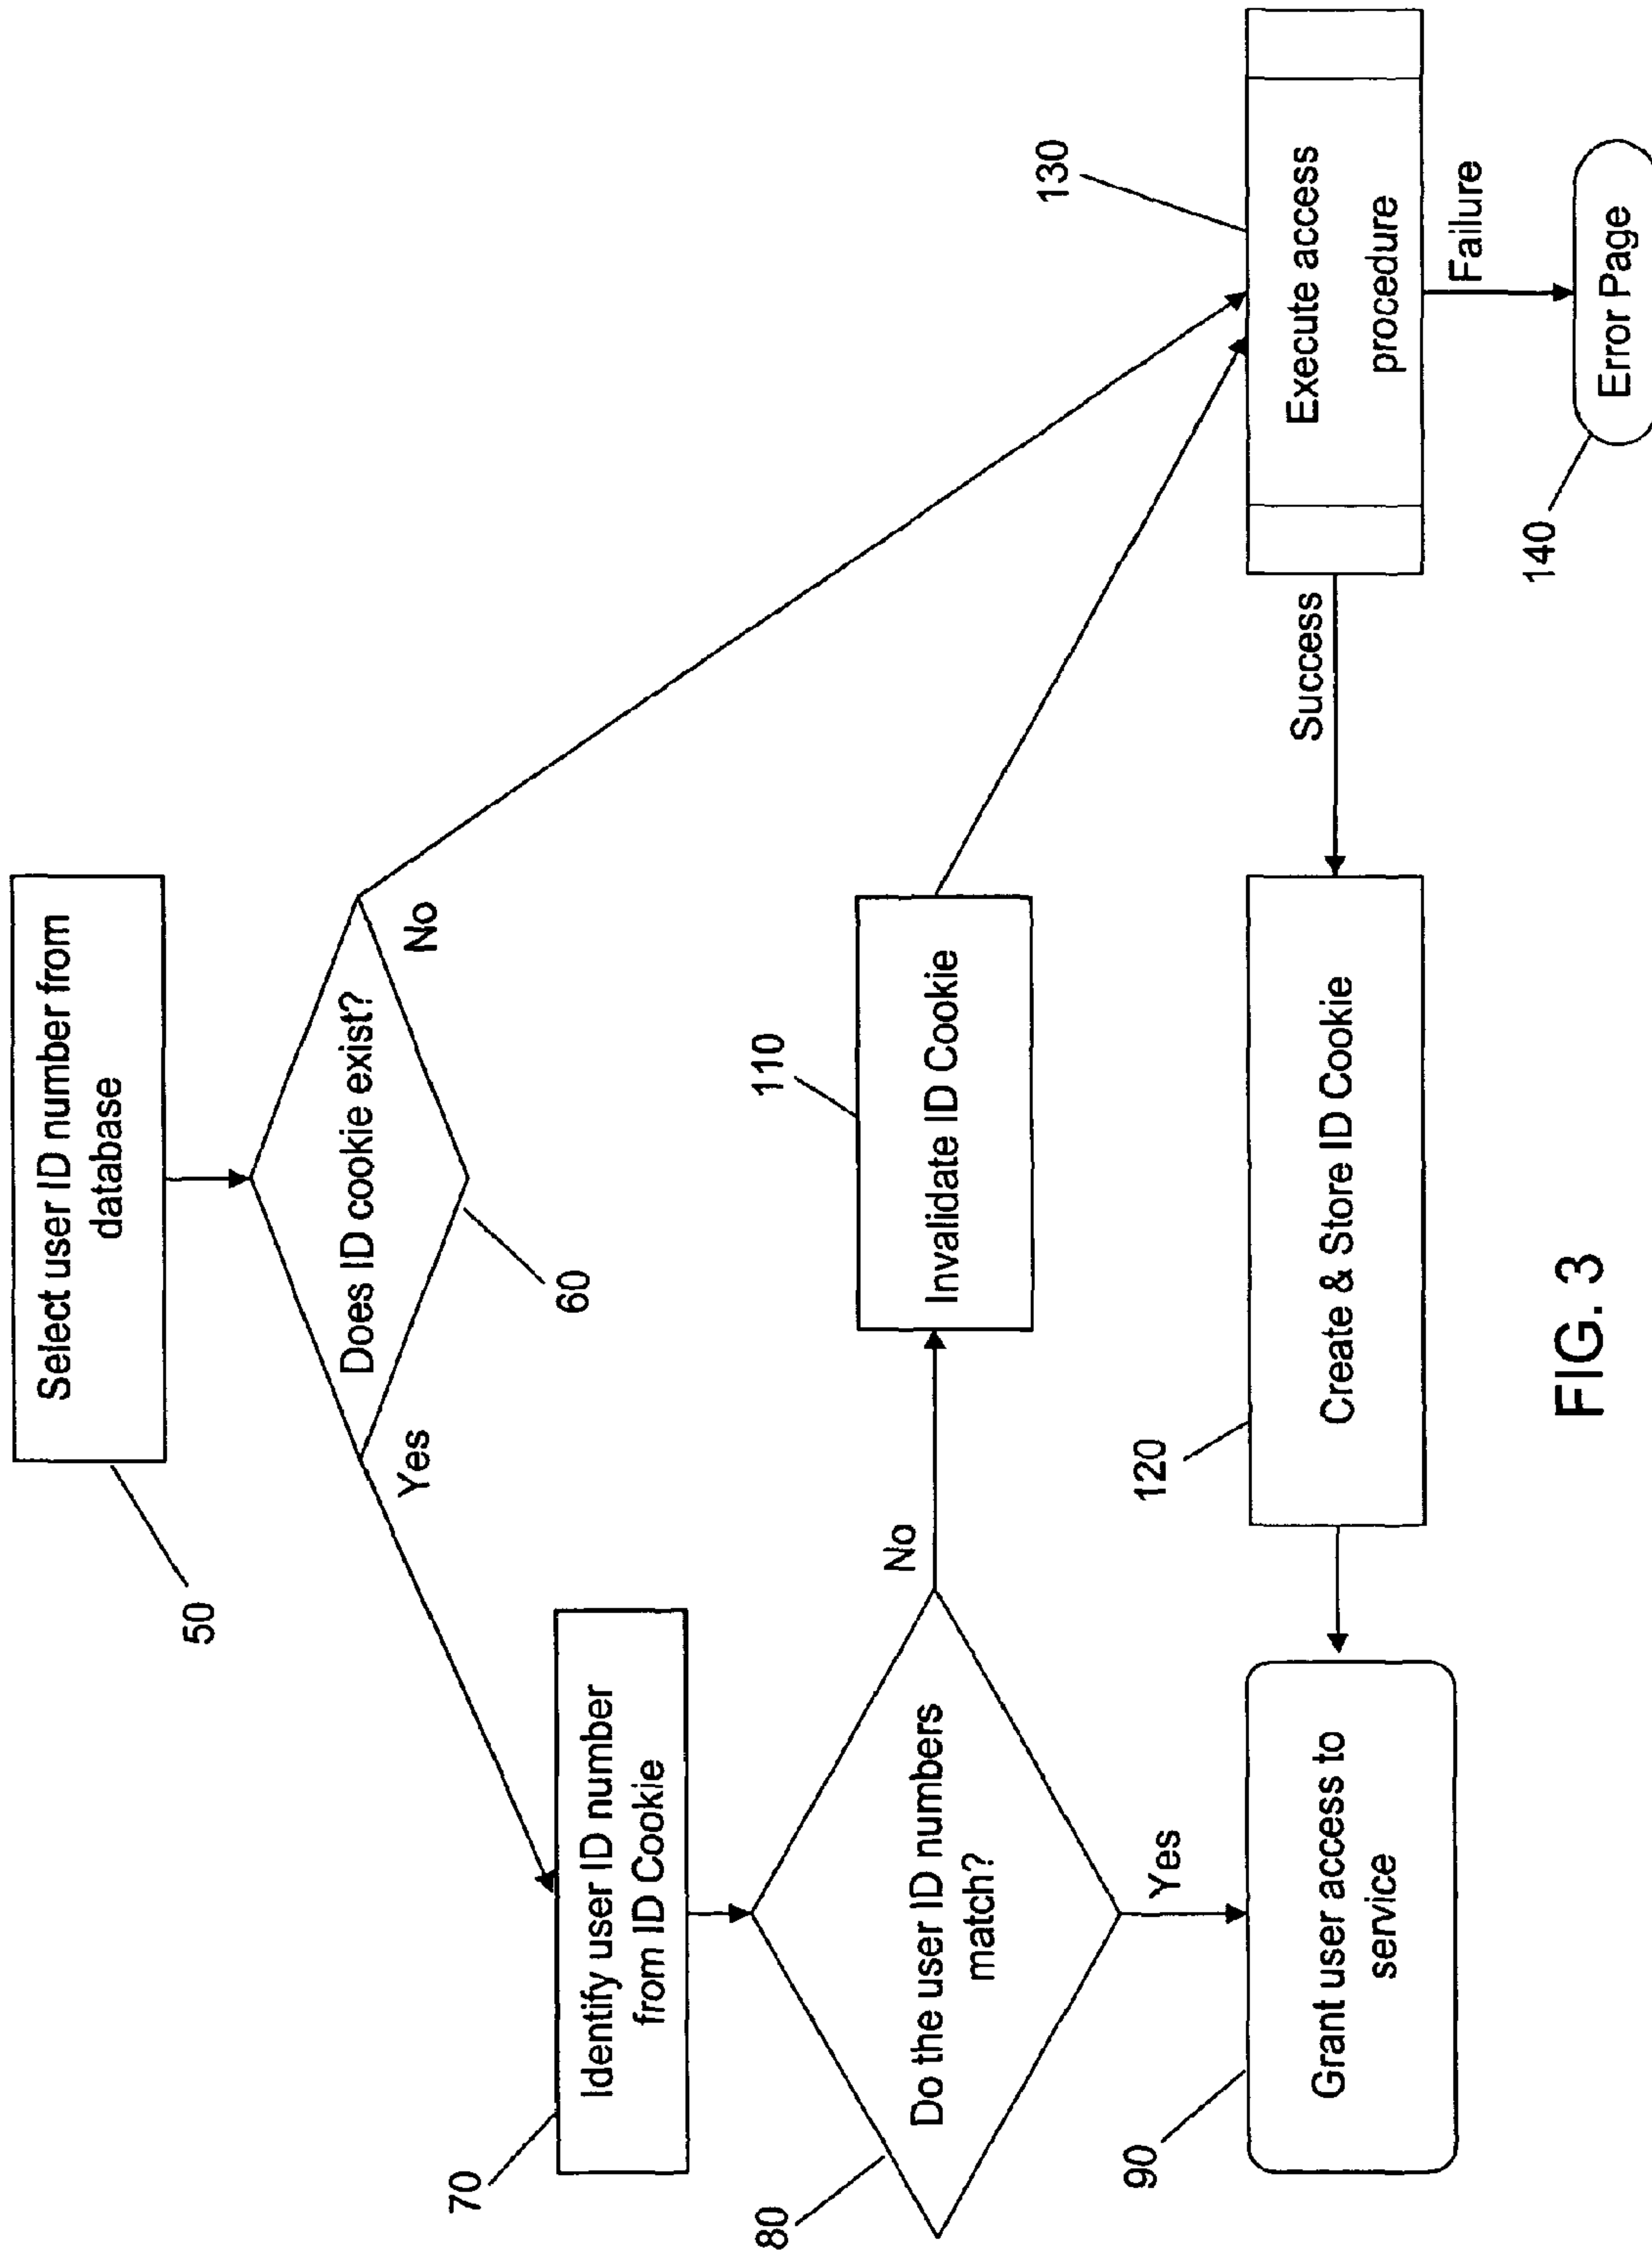 Select user ID number from
database
50
Does ID cookie exist?
60
Yes
No
70
Identify user ID number
from ID Cookie
80
Do the user ID numbers
match?
No
110
Invalidate ID Cookie
Yes
90
Grant user access to
service
120
Create & Store ID Cookie
Success
130
Execute access
procedure
Failure
140
Error Page
FIG. 3